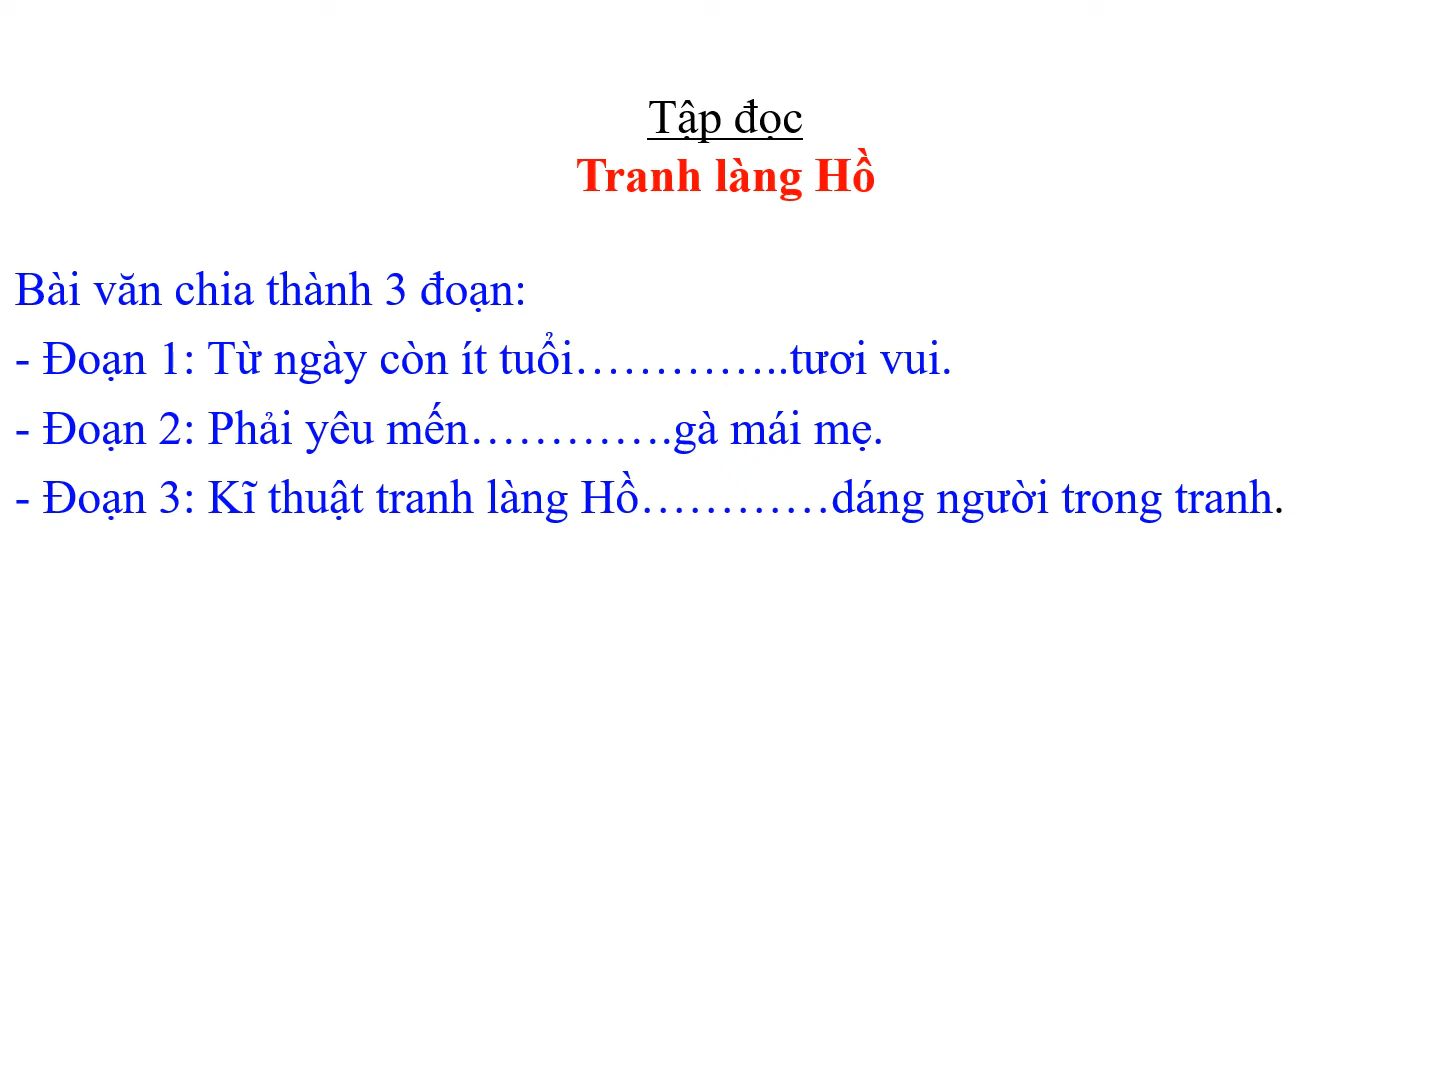 Tập đọc
Tranh làng Hồ
Bài văn chia thành 3 đoạn:
- Đoạn 1: Từ ngày còn ít tuổi…………..tươi vui.
- Đoạn 2: Phải yêu mến………….gà mái mẹ.
- Đoạn 3: Kĩ thuật tranh làng Hồ…………dáng người trong tranh.